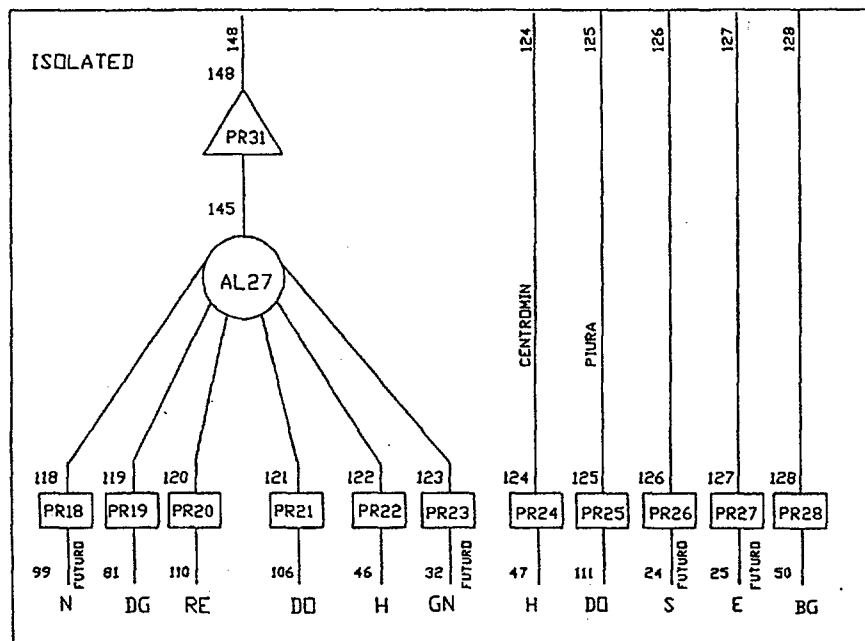 148 124 125 126 127 128
ISOLATED
148
PR31
145
AL27
CENTROMIN PIURA
118 119 120 121 122 123 124 125 126 127 128
PR18 PR19 PR20 PR21 PR22 PR23 PR24 PR25 PR26 PR27 PR28
99 FUTURO 81 110 106 46 32 FUTURO 47 111 24 FUTURO 25 FUTURO 50
N DG RE DO H GN H DO S E BG